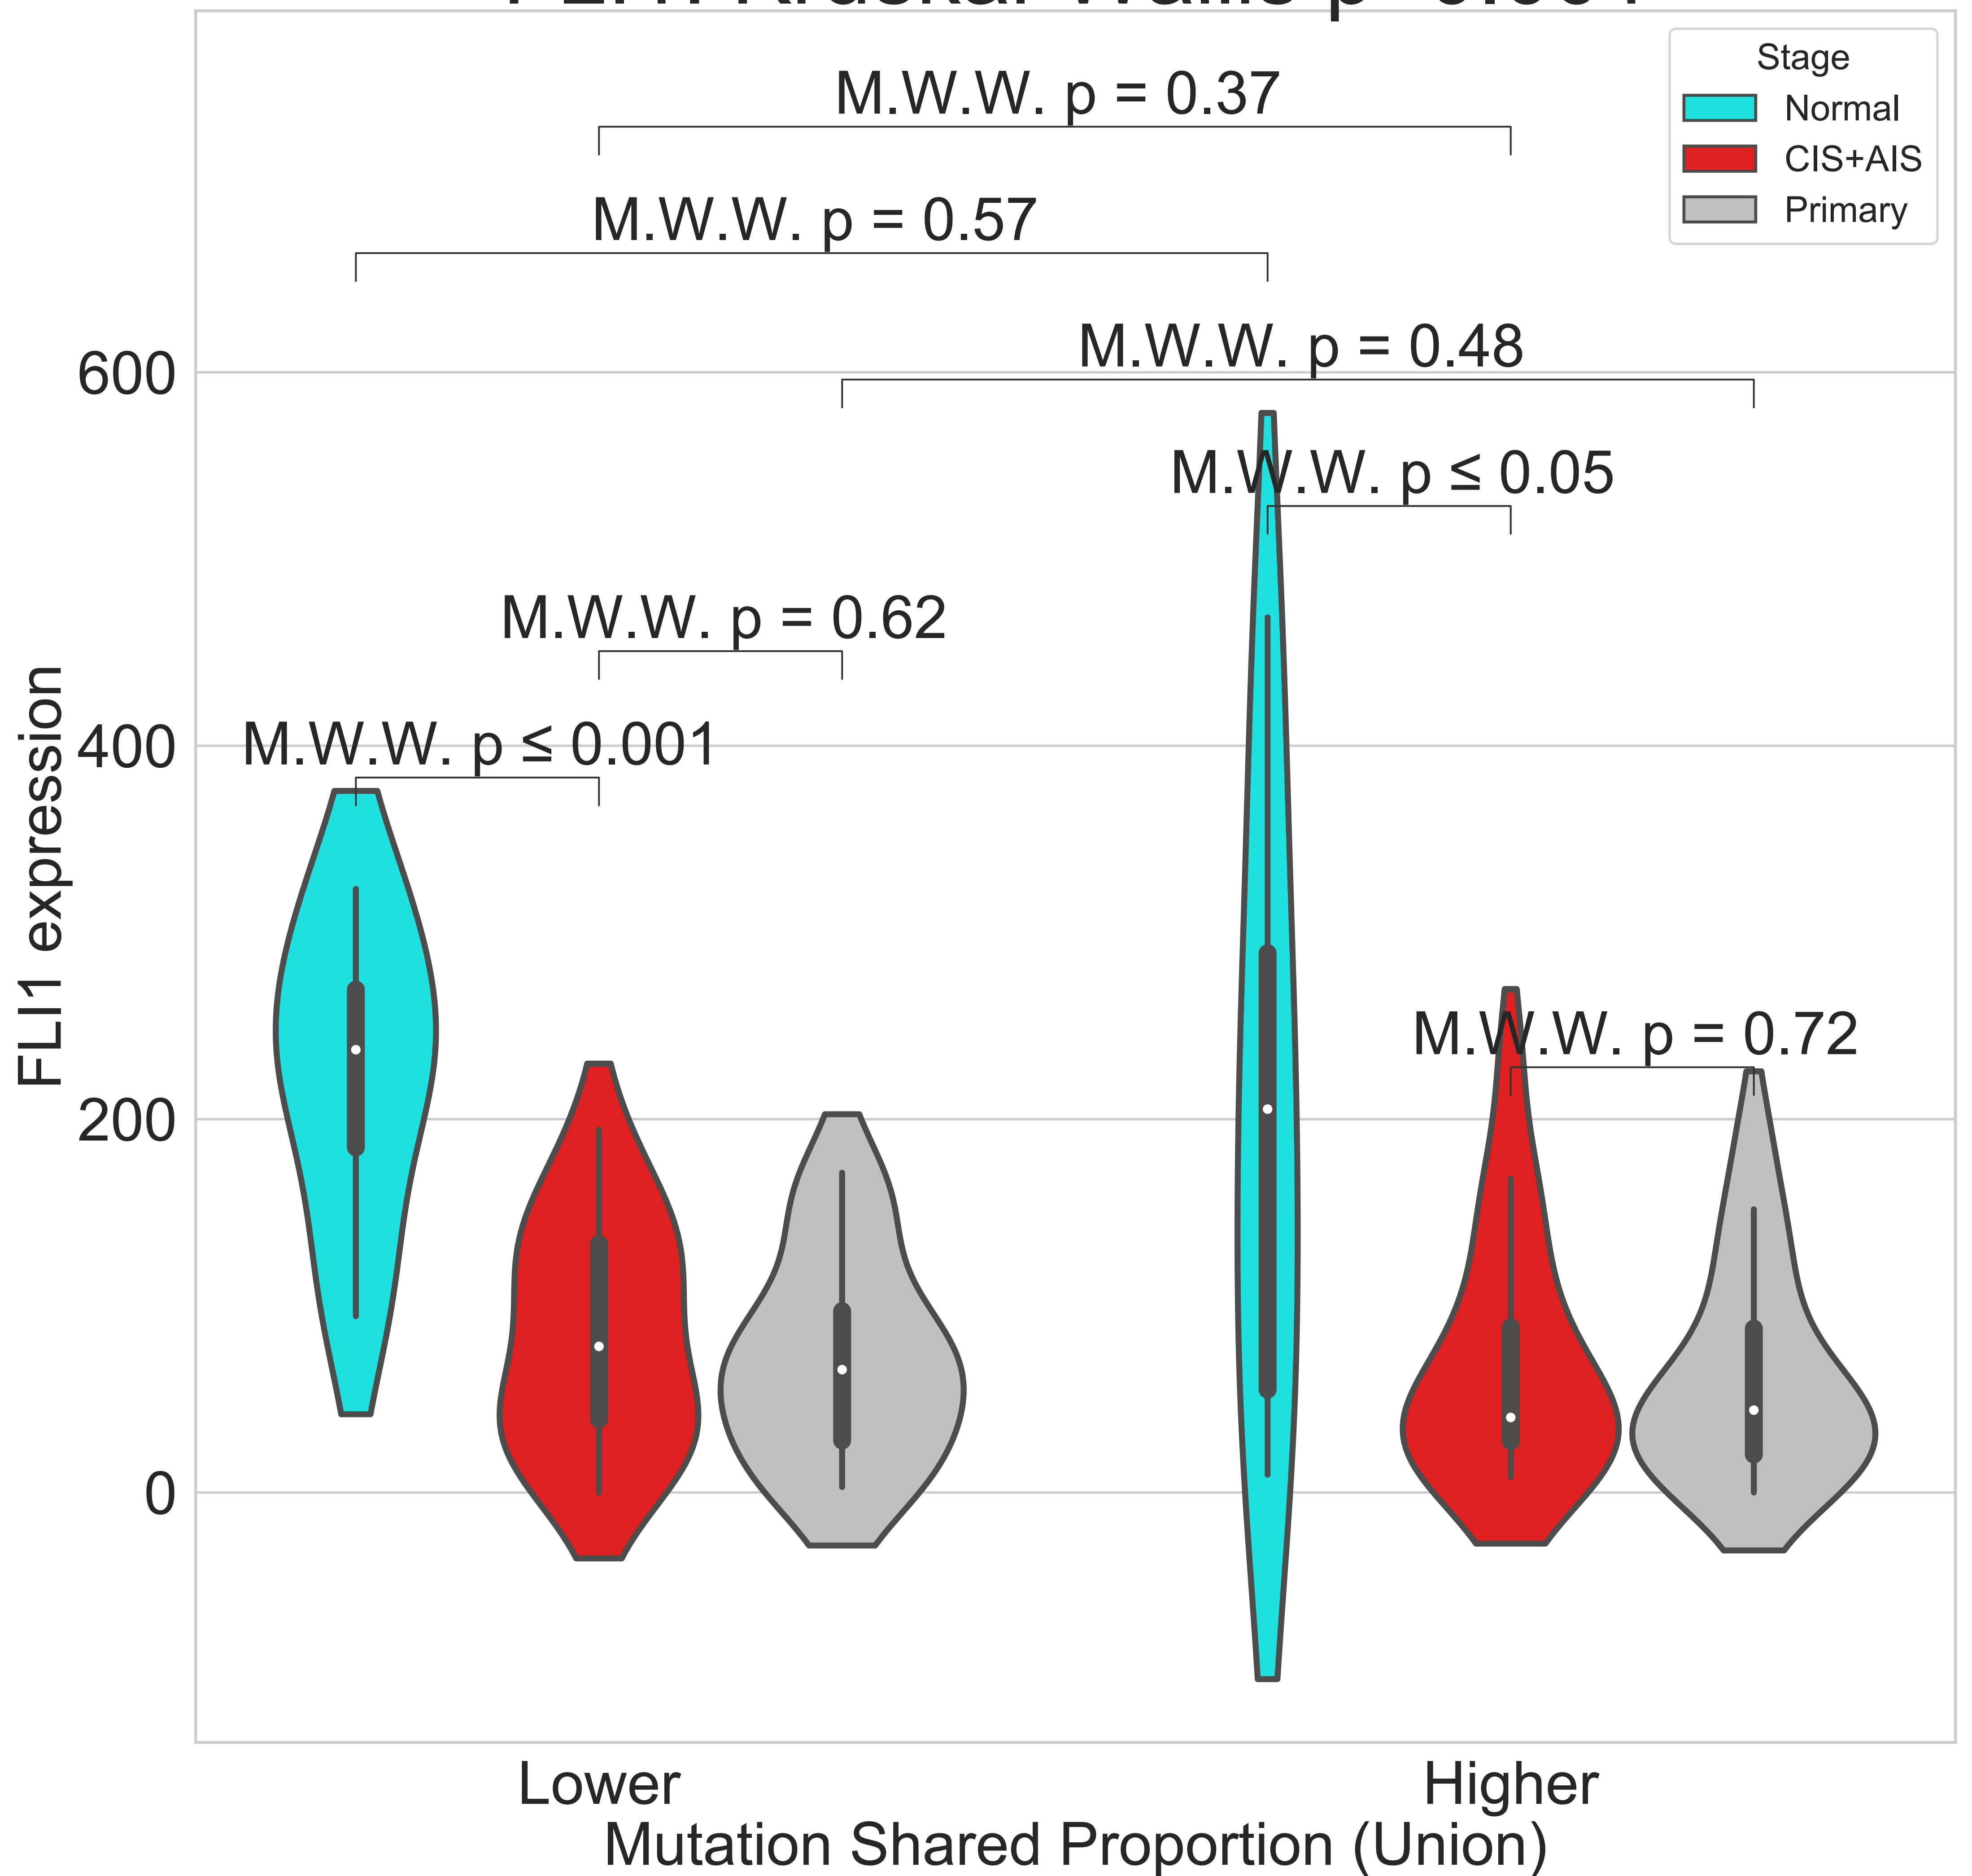 Stage
Normal
CIS+AIS
Primary
M.W.W. p = 0.37
M.W.W. p = 0.57
M.W.W. p = 0.48
M.W.W. p ≤ 0.05
M.W.W. p = 0.62
M.W.W. p ≤ 0.001
M.W.W. p = 0.72
FLI1 expression
600
400
200
0
Lower
Higher
Mutation Shared Proportion (Union)